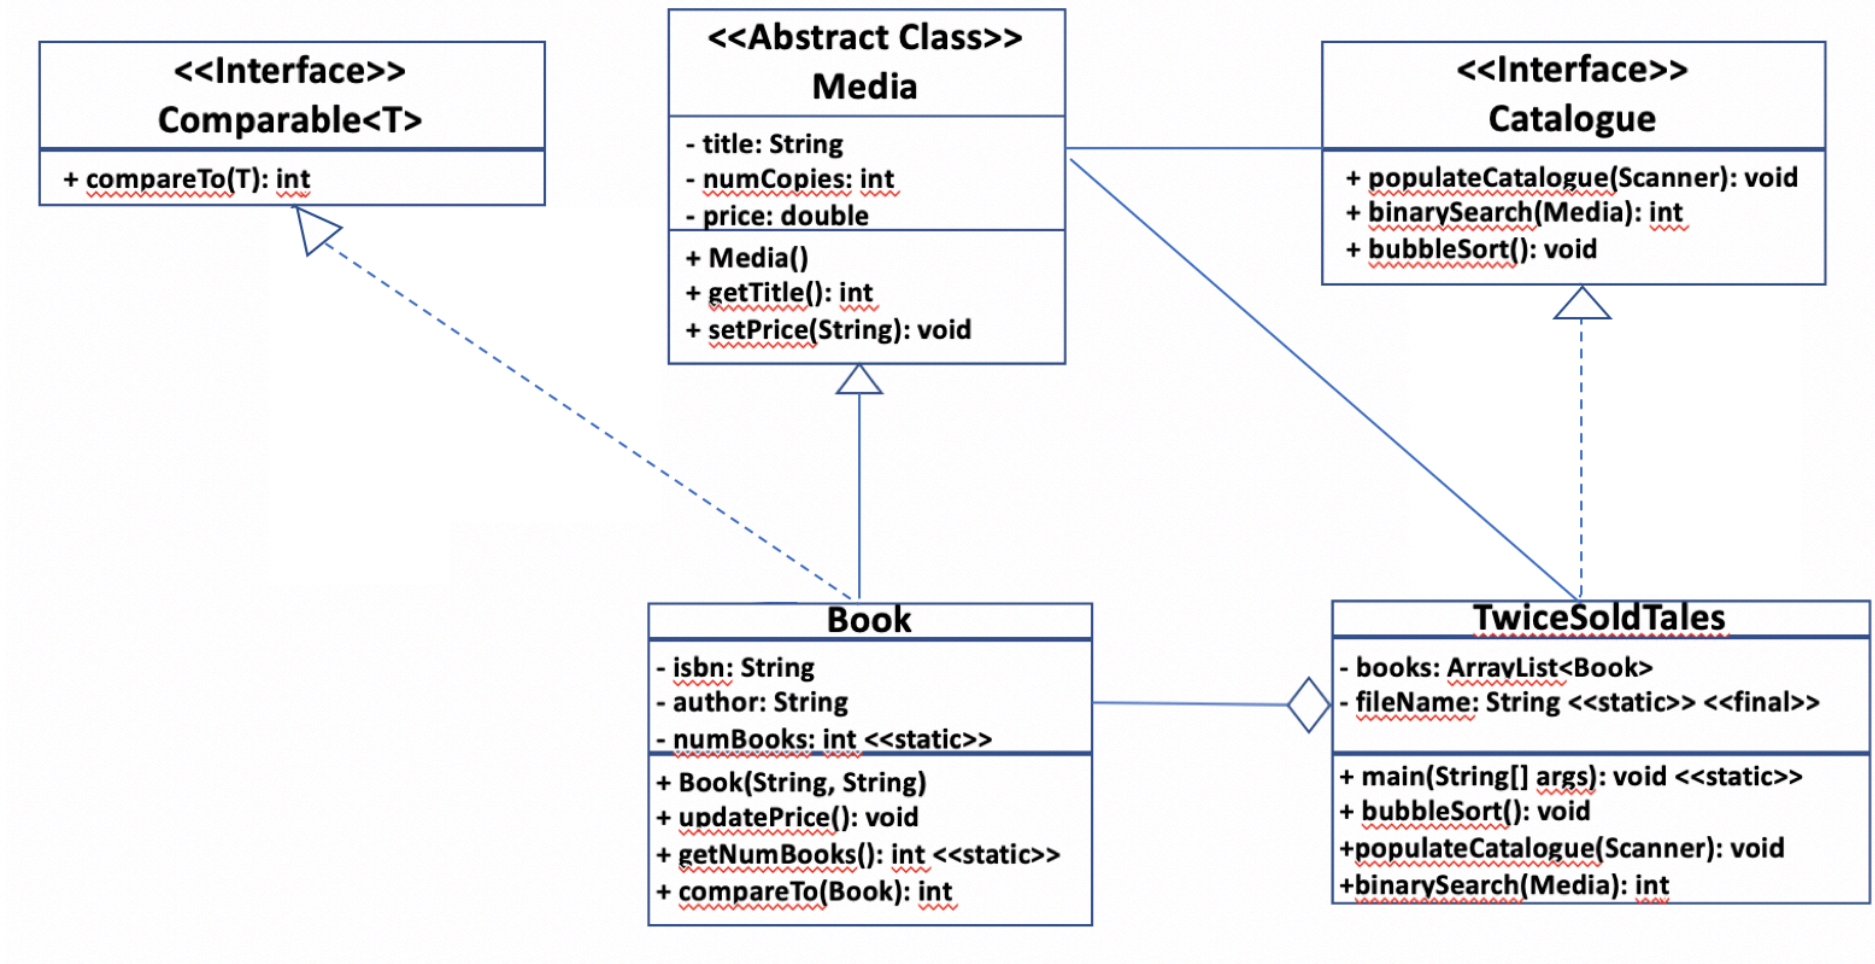 <<Interface>>
Comparable<T>
+ compareTo(T): int
<<Abstract Class>>
Media
- title: String
- numCopies: int
- price: double
+ Media()
+ getTitle(): int
+ setPrice(String): void
<<Interface>>
Catalogue
+ populateCatalogue(Scanner): void
+ binarySearch(Media): int
+ bubbleSort(): void
Book
- isbn: String
- author: String
- numBooks: int <<static>>
+ Book(String, String)
+ updatePrice(): void
+ getNumBooks(): int <<static>>
+ compareTo(Book): int
TwiceSoldTales
- books: ArrayList<Book>
- fileName: String <<static>> <<final>>
+ main(String[] args): void <<static>>
+ bubbleSort(): void
+populateCatalogue(Scanner): void
+binarySearch(Media): int